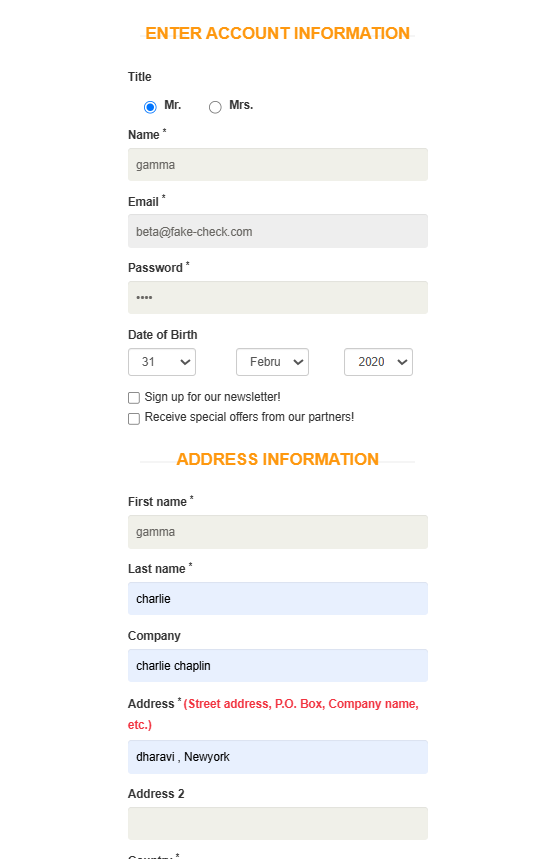 ENTER ACCOUNT INFORMATION
Title
Mr. Mrs.
Name *
gamma
Email *
beta@fake-check.com
Password *
••••
Date of Birth
31 Febru 2020
Sign up for our newsletter!
Receive special offers from our partners!
ADDRESS INFORMATION
First name *
gamma
Last name *
charlie
Company
charlie chaplin
Address * (Street address, P.O. Box, Company name,
etc.)
dharavi , Newyork
Address 2
Country *